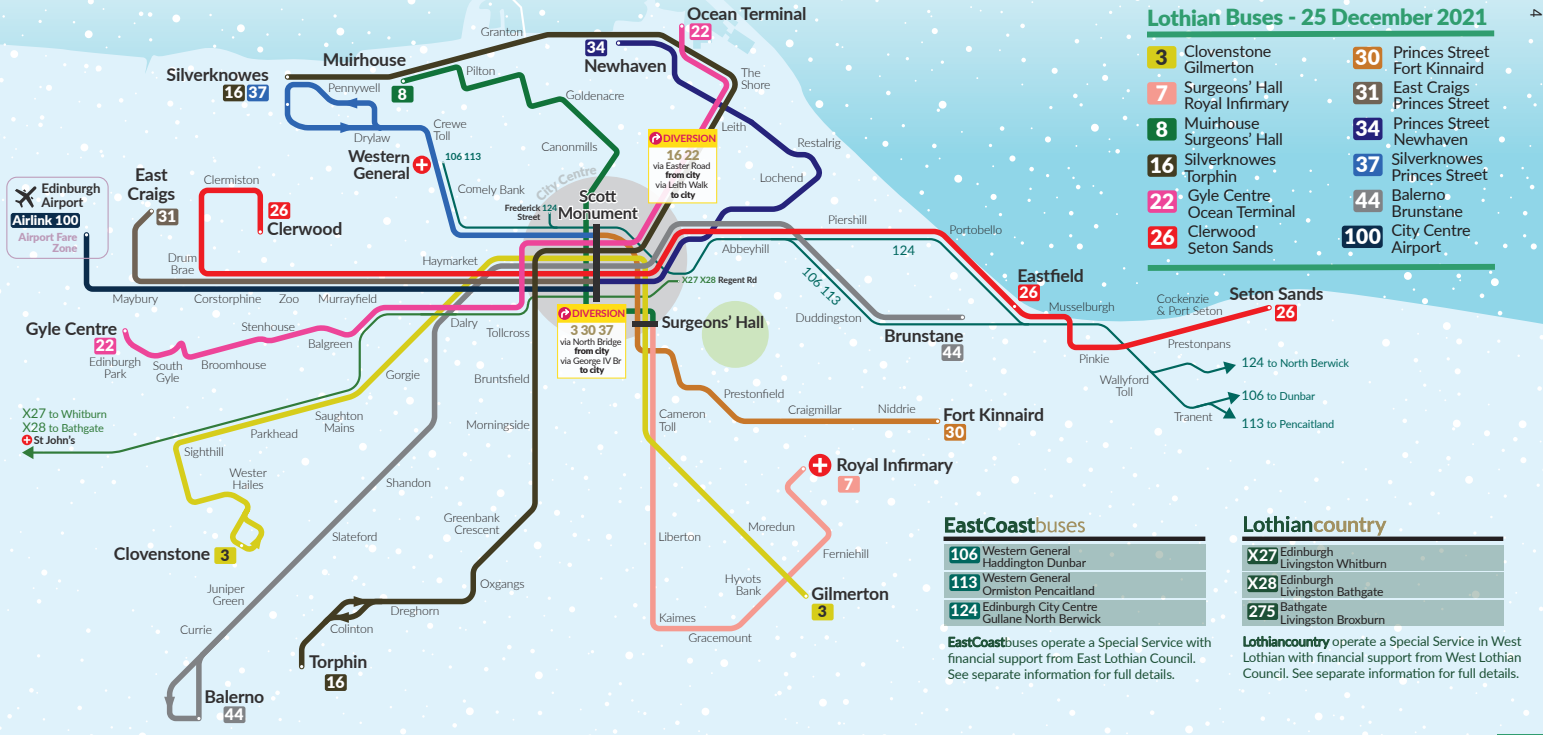 Lothian Buses - 25 December 2021
4
3 Clovenstone
Gilmerton
7 Surgeons' Hall
Royal Infirmary
8 Muirhouse
Surgeons' Hall
16 Silverknowes
Torphin
22 Gyle Centre
Ocean Terminal
26 Clerwood
Seton Sands
30 Princes Street
Fort Kinnaird
31 East Craigs
Princes Street
34 Princes Street
Newhaven
37 Silverknowes
Princes Street
44 Balerno
Brunstane
100 City Centre
Airport
Ocean Terminal
22
Granton
34
Newhaven
Muirhouse
8
Silverknowes
16 37
Pennywell
Pilton
The
Shore
Goldenacre
Drylaw
Crewe
Toll
Leith
Restalrig
Western
General
106 113
Canonmills
DIVERSION
16 22
via Easter Road
from city
via Leith Walk
to city
Lochend
East
Craigs
31
Clermiston
26
Clerwood
Edinburgh
Airport
Airlink 100
Airport Fare
Zone
Comely Bank
City Centre
Scott
Monument
Frederick 124
Street
Piershill
Portobello
Abbeyhill
124
Drum
Brae
Haymarket
X27 X28 Regent Rd
106 113
Eastfield
26
Maybury
Corstorphine
Zoo
Murrayfield
Musselburgh
Cockenzie
& Port Seton
Seton Sands
26
Gyle Centre
22
Stenhouse
Dalry
Tollcross
DIVERSION
3 30 37
via North Bridge
from city
via George IV Br
to city
Surgeons' Hall
Duddingston
Brunstane
44
Balgreen
Edinburgh
Park
South
Gyle
Broomhouse
Prestonpans
Pinkie
124 to North Berwick
Gorgie
Bruntsfield
Wallyford
Toll
Prestonfield
106 to Dunbar
X27 to Whitburn
X28 to Bathgate
St John's
Saughton
Mains
Parkhead
Morningside
Cameron
Toll
Craigmillar
Niddrie
Fort Kinnaird
30
Tranent
113 to Pencaitland
Sighthill
Wester
Hailes
Shandon
Royal Infirmary
7
Greenbank
Crescent
Slateford
Liberton
Moredun
Ferniehill
Clovenstone 3
Juniper
Green
Oxgangs
Hyvots
Bank
Gilmerton
3
Dreghorn
Colinton
Currie
Kaimes
Gracemount
Torphin
16
Balerno
44
EastCoastbuses
106 Western General
Haddington Dunbar
113 Western General
Ormiston Pencaitland
124 Edinburgh City Centre
Gullane North Berwick
EastCoastbuses operate a Special Service with
financial support from East Lothian Council.
See separate information for full details.
Lothiancountry
X27 Edinburgh
Livingston Whitburn
X28 Edinburgh
Livingston Bathgate
275 Bathgate
Livingston Broxburn
Lothiancountry operate a Special Service in West
Lothian with financial support from West Lothian
Council. See separate information for full details.